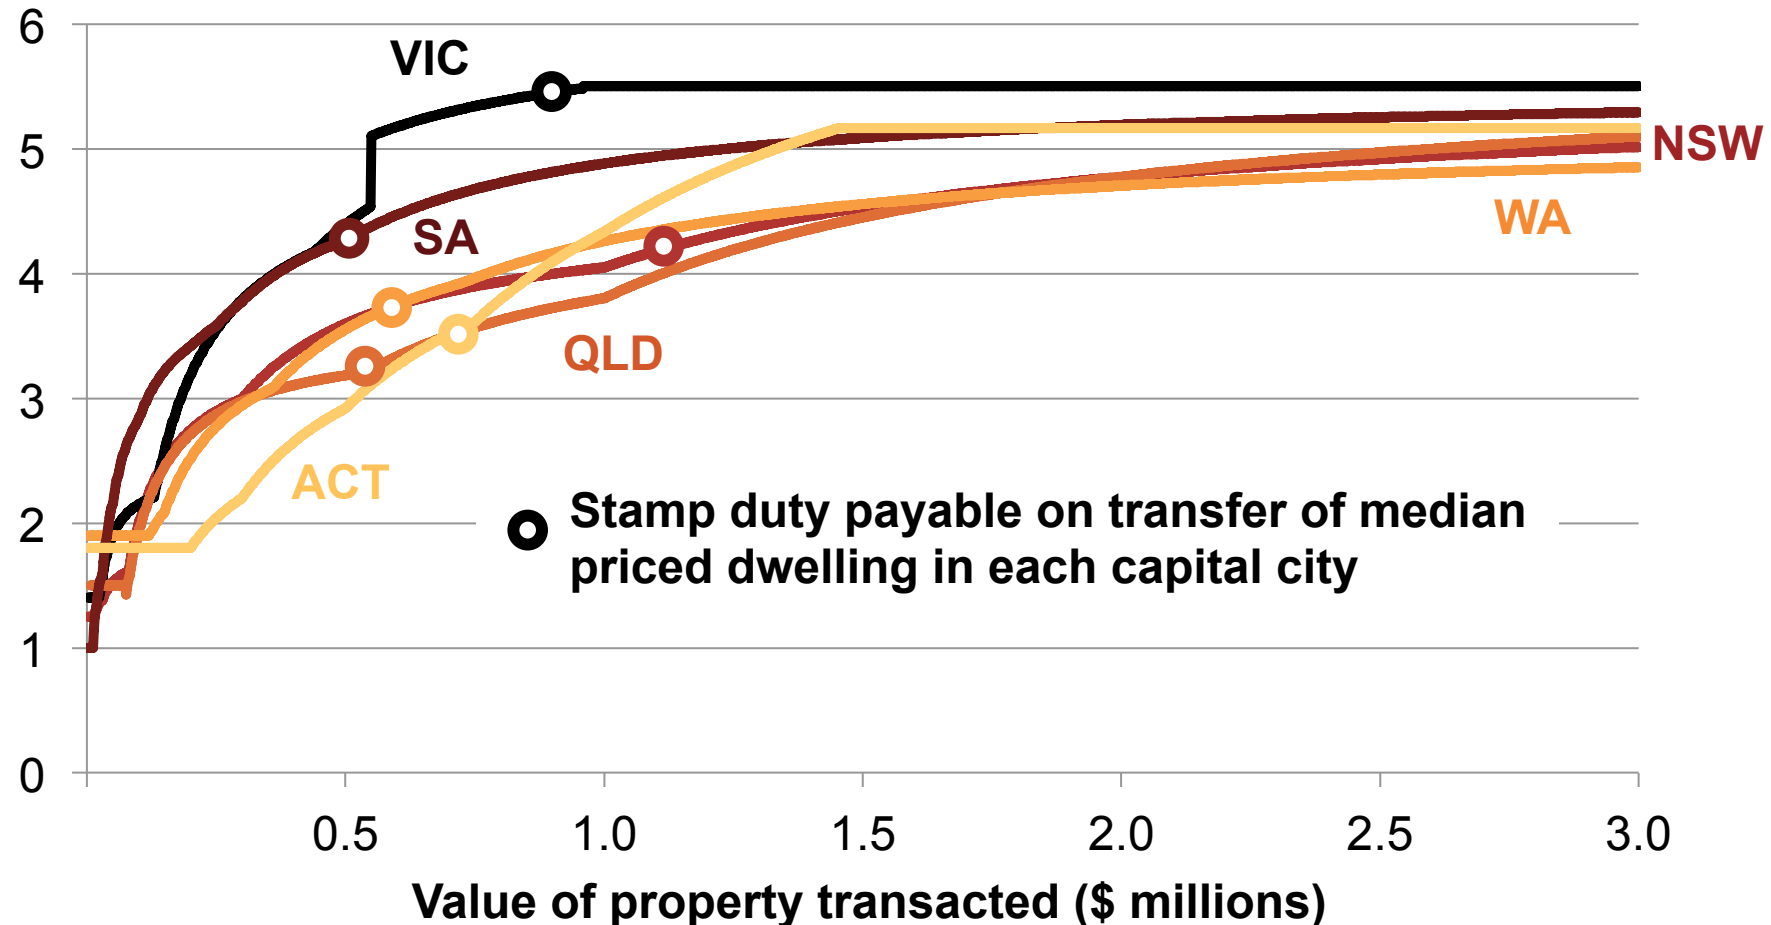 6
VIC
5
NSW
SA
WA
4
QLD
3
ACT
Stamp duty payable on transfer of median
priced dwelling in each capital city
2
1
0
0.5 1.0 1.5 2.0 2.5 3.0
Value of property transacted ($ millions)